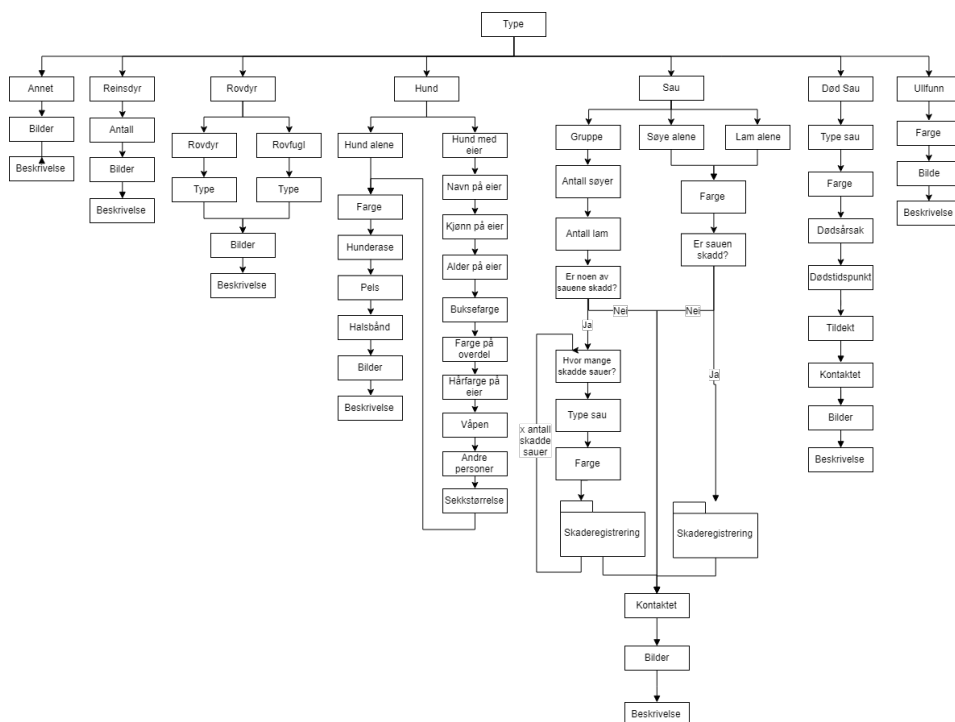 Type
Annet
Reinsdyr
Rovdyr
Hund
Sau
Død Sau
Ullfunn
Bilder
Beskrivelse
Antall
Bilder
Beskrivelse
Rovdyr
Rovfugl
Type
Type
Bilder
Beskrivelse
Hund alene
Farge
Hunderase
Pels
Halsbånd
Bilder
Beskrivelse
Hund med
eier
Navn på eier
Kjønn på eier
Alder på eier
Buksefarge
Farge på
overdel
Hårfarge på
eier
Våpen
Andre
personer
Sekkstørrelse
Gruppe
Søye alene
Lam alene
Antall søyer
Antall lam
Er noen av
sauene skadd?
Farge
Er sauen
skadd?
Nei
Nei
Ja
Ja
Hvor mange
skadde sauer?
Type sau
Farge
x antall
skadde
sauer
Skaderegistrering
Skaderegistrering
Kontaktet
Bilder
Beskrivelse
Type sau
Farge
Dødsårsak
Dødstidspunkt
Tildekt
Kontaktet
Bilder
Beskrivelse
Farge
Bilde
Beskrivelse